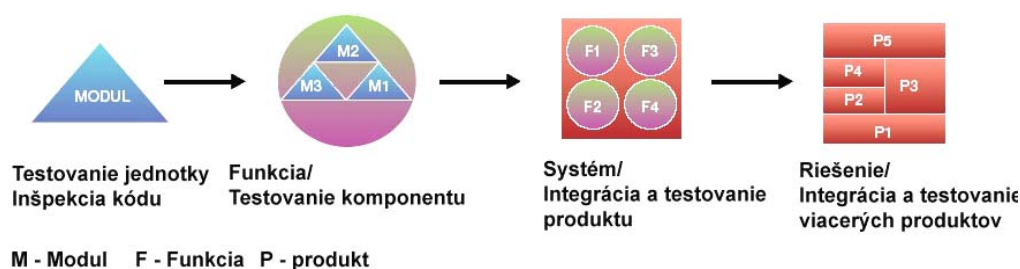 MODUL
M2
M3 M1
F1 F3
F2 F4
P5
P4
P3
P2
P1
Testovanie jednotky
Inšpekcia kódu
Funkcia/
Testovanie komponentu
Systém/
Integrácia a testovanie
produktu
Riešenie/
Integrácia a testovanie
viacerých produktov
M - Modul F - Funkcia P - produkt